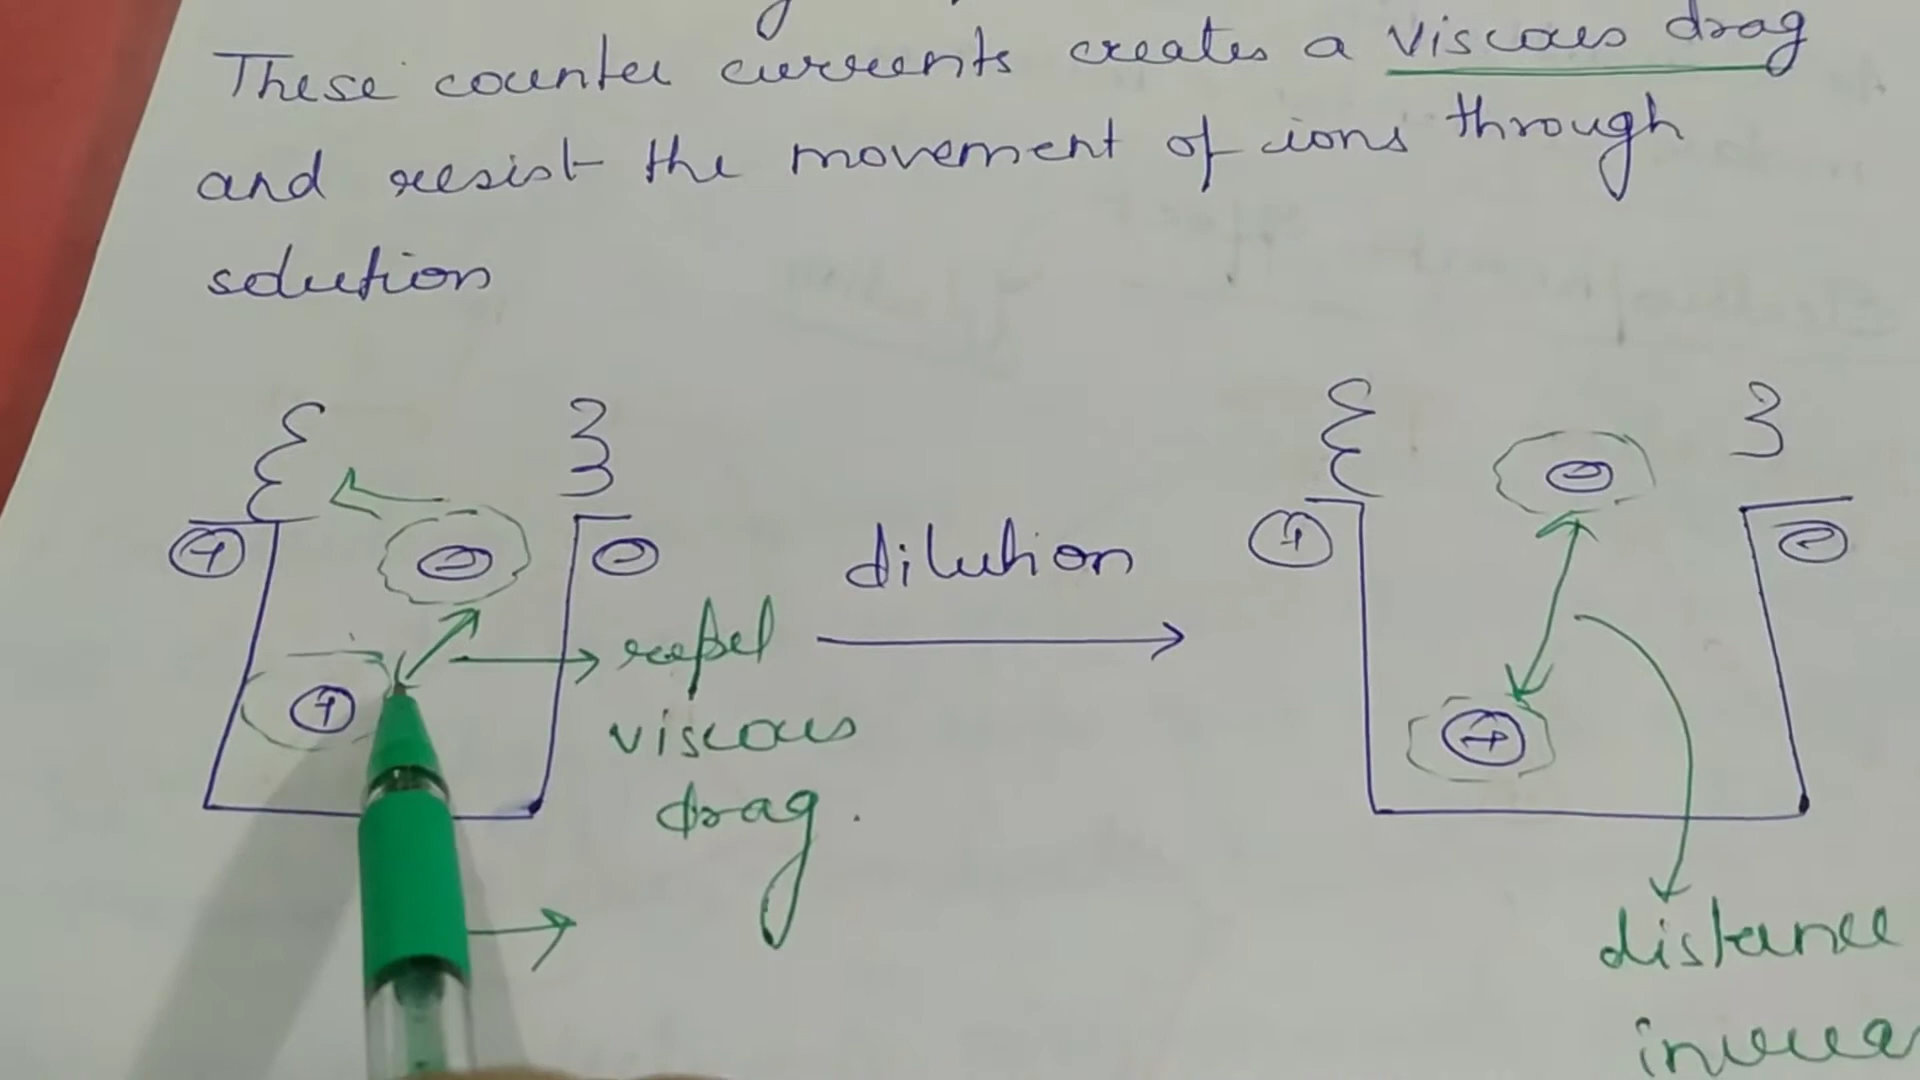 These counter currents creates a viscous drag
and resist the movement of ions through
solution
dilution
repel
viscous
drag.
distance